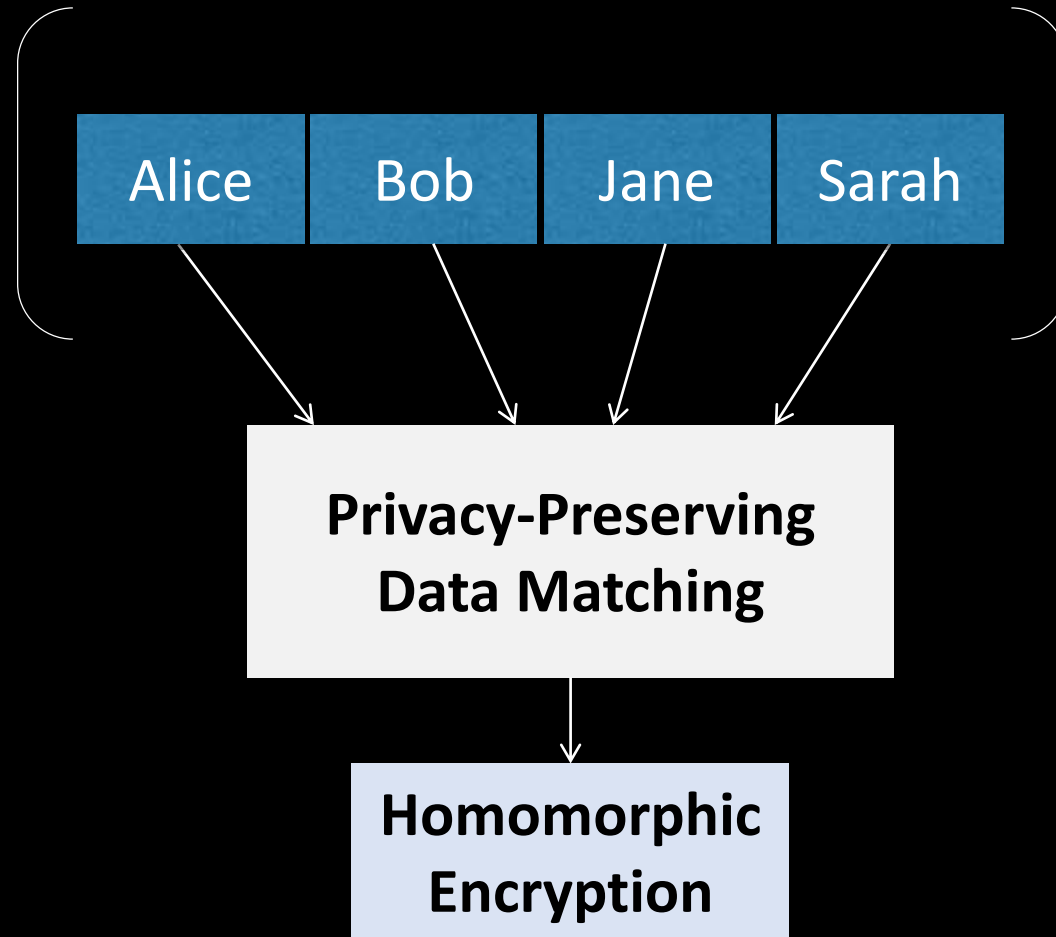 Alice Bob Jane Sarah
Privacy-Preserving
Data Matching
Homomorphic
Encryption